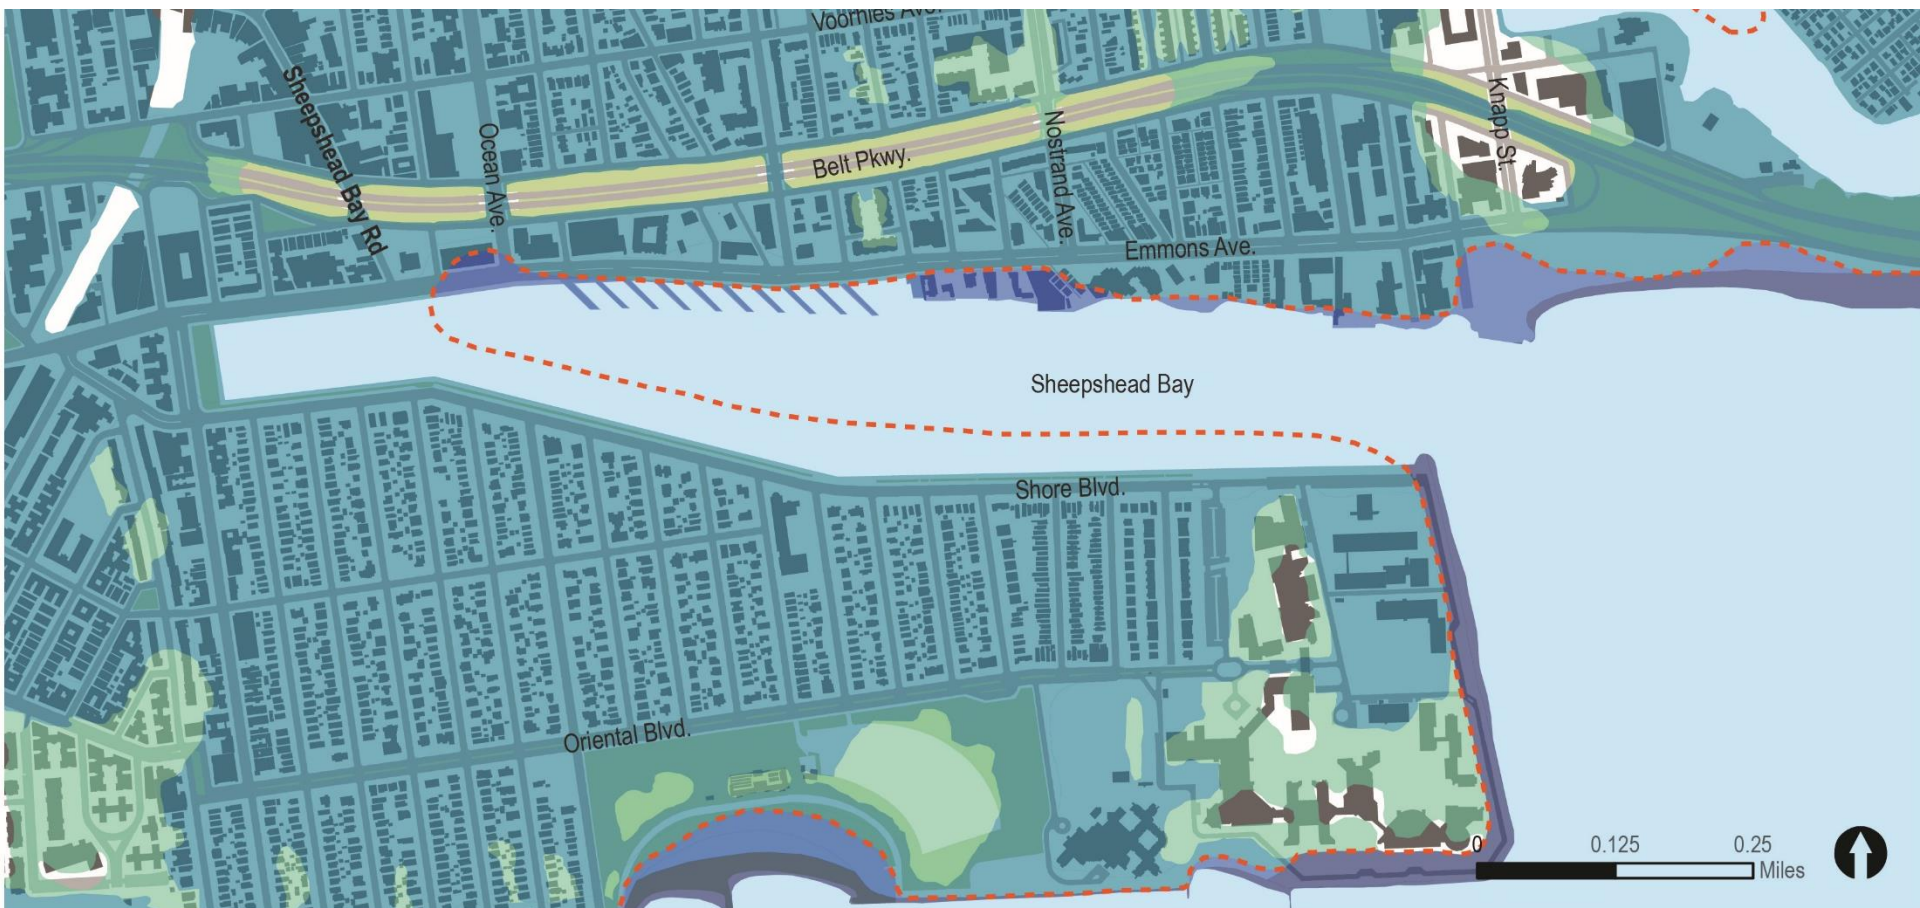 Voorhies Ave.
Sheepshead Bay Rd
Ocean Ave.
Belt Pkwy.
Nostrand Ave.
Knapp St.
Emmons Ave.
Sheepshead Bay
Shore Blvd.
Oriental Blvd.
0 0.125 0.25
Miles